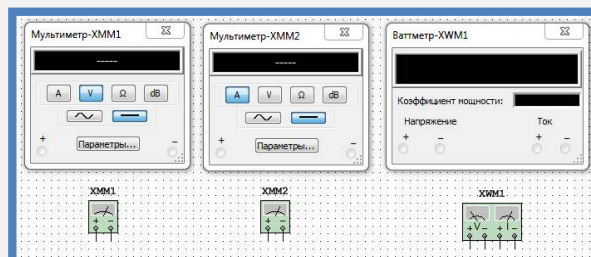 Мультиметр-XMM1
-----
A V Ω dB
+ Параметры... -
Мультиметр-XMM2
-----
A V Ω dB
+ Параметры... -
Ваттметр-XWM1
Коэффициент мощности:
Напряжение Ток
+ - + -
XMM1
+ -
XMM2
+ -
XWM1
+V- +I-